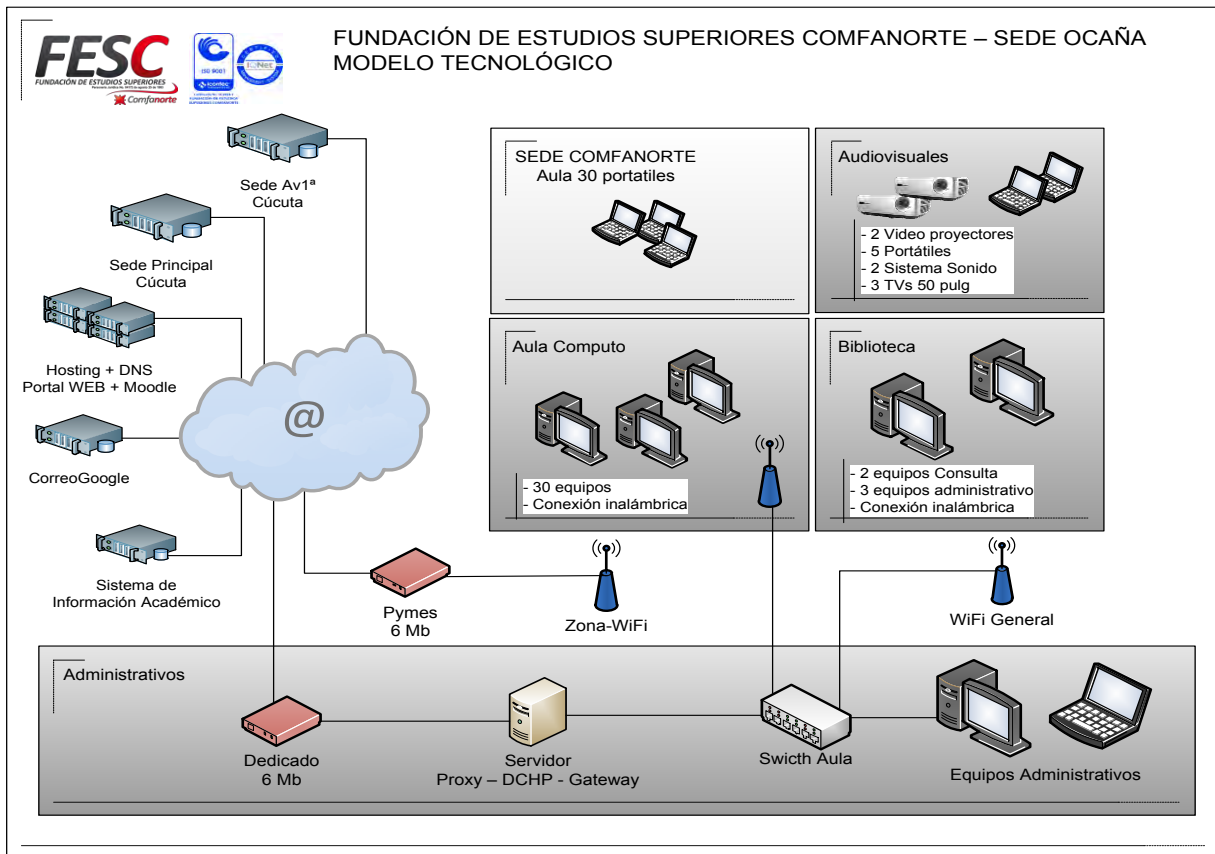 FESC
FUNDACIÓN DE ESTUDIOS SUPERIORES
Comfanorte
ISO 9001
icontec
IQNet
FUNDACIÓN DE ESTUDIOS SUPERIORES COMFANORTE – SEDE OCAÑA
MODELO TECNOLÓGICO
Sede Av1ª
Cúcuta
Sede Principal
Cúcuta
Hosting + DNS
Portal WEB + Moodle
CorreoGoogle
Sistema de
Información Académico
@
SEDE COMFANORTE
Aula 30 portatiles
Audiovisuales
- 2 Video proyectores
- 5 Portátiles
- 2 Sistema Sonido
- 3 TVs 50 pulg
Aula Computo
- 30 equipos
- Conexión inalámbrica
Biblioteca
- 2 equipos Consulta
- 3 equipos administrativo
- Conexión inalámbrica
Pymes
6 Mb
Zona-WiFi
WiFi General
Administrativos
Dedicado
6 Mb
Servidor
Proxy – DCHP - Gateway
Swicth Aula
Equipos Administrativos